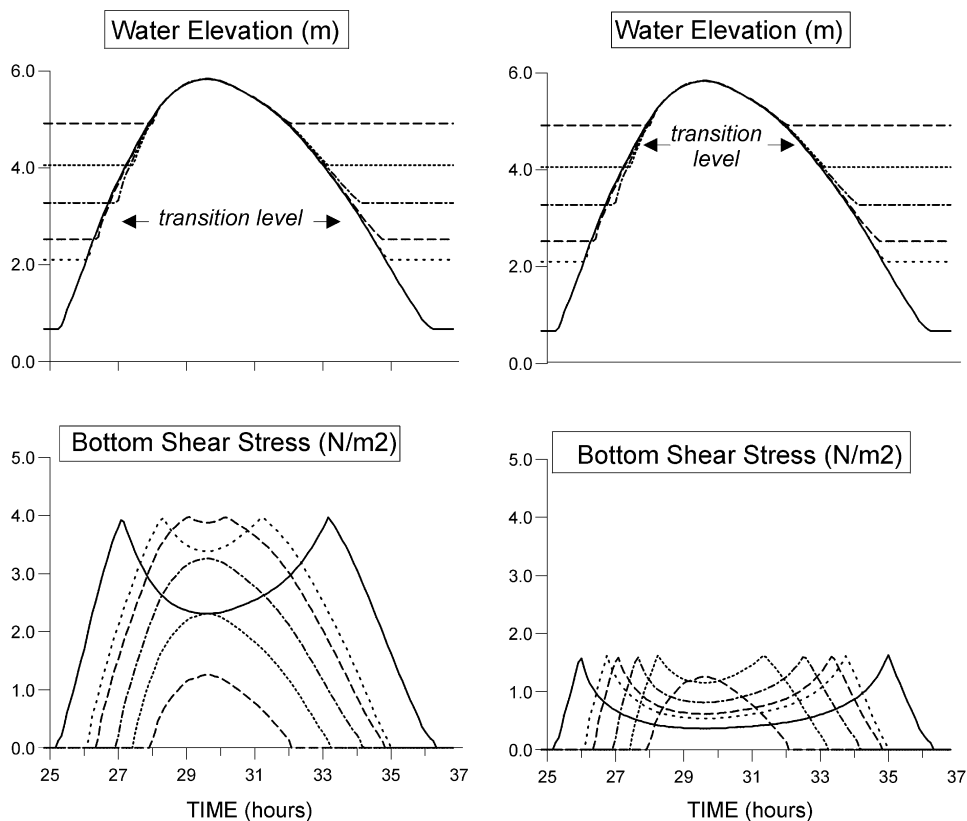 Water Elevation (m)
6.0
4.0
2.0
0.0
transition level
Water Elevation (m)
6.0
4.0
2.0
0.0
transition
level
Bottom Shear Stress (N/m2)
5.0
4.0
3.0
2.0
1.0
0.0
25 27 29 31 33 35 37
TIME (hours)
Bottom Shear Stress (N/m2)
5.0
4.0
3.0
2.0
1.0
0.0
25 27 29 31 33 35 37
TIME (hours)